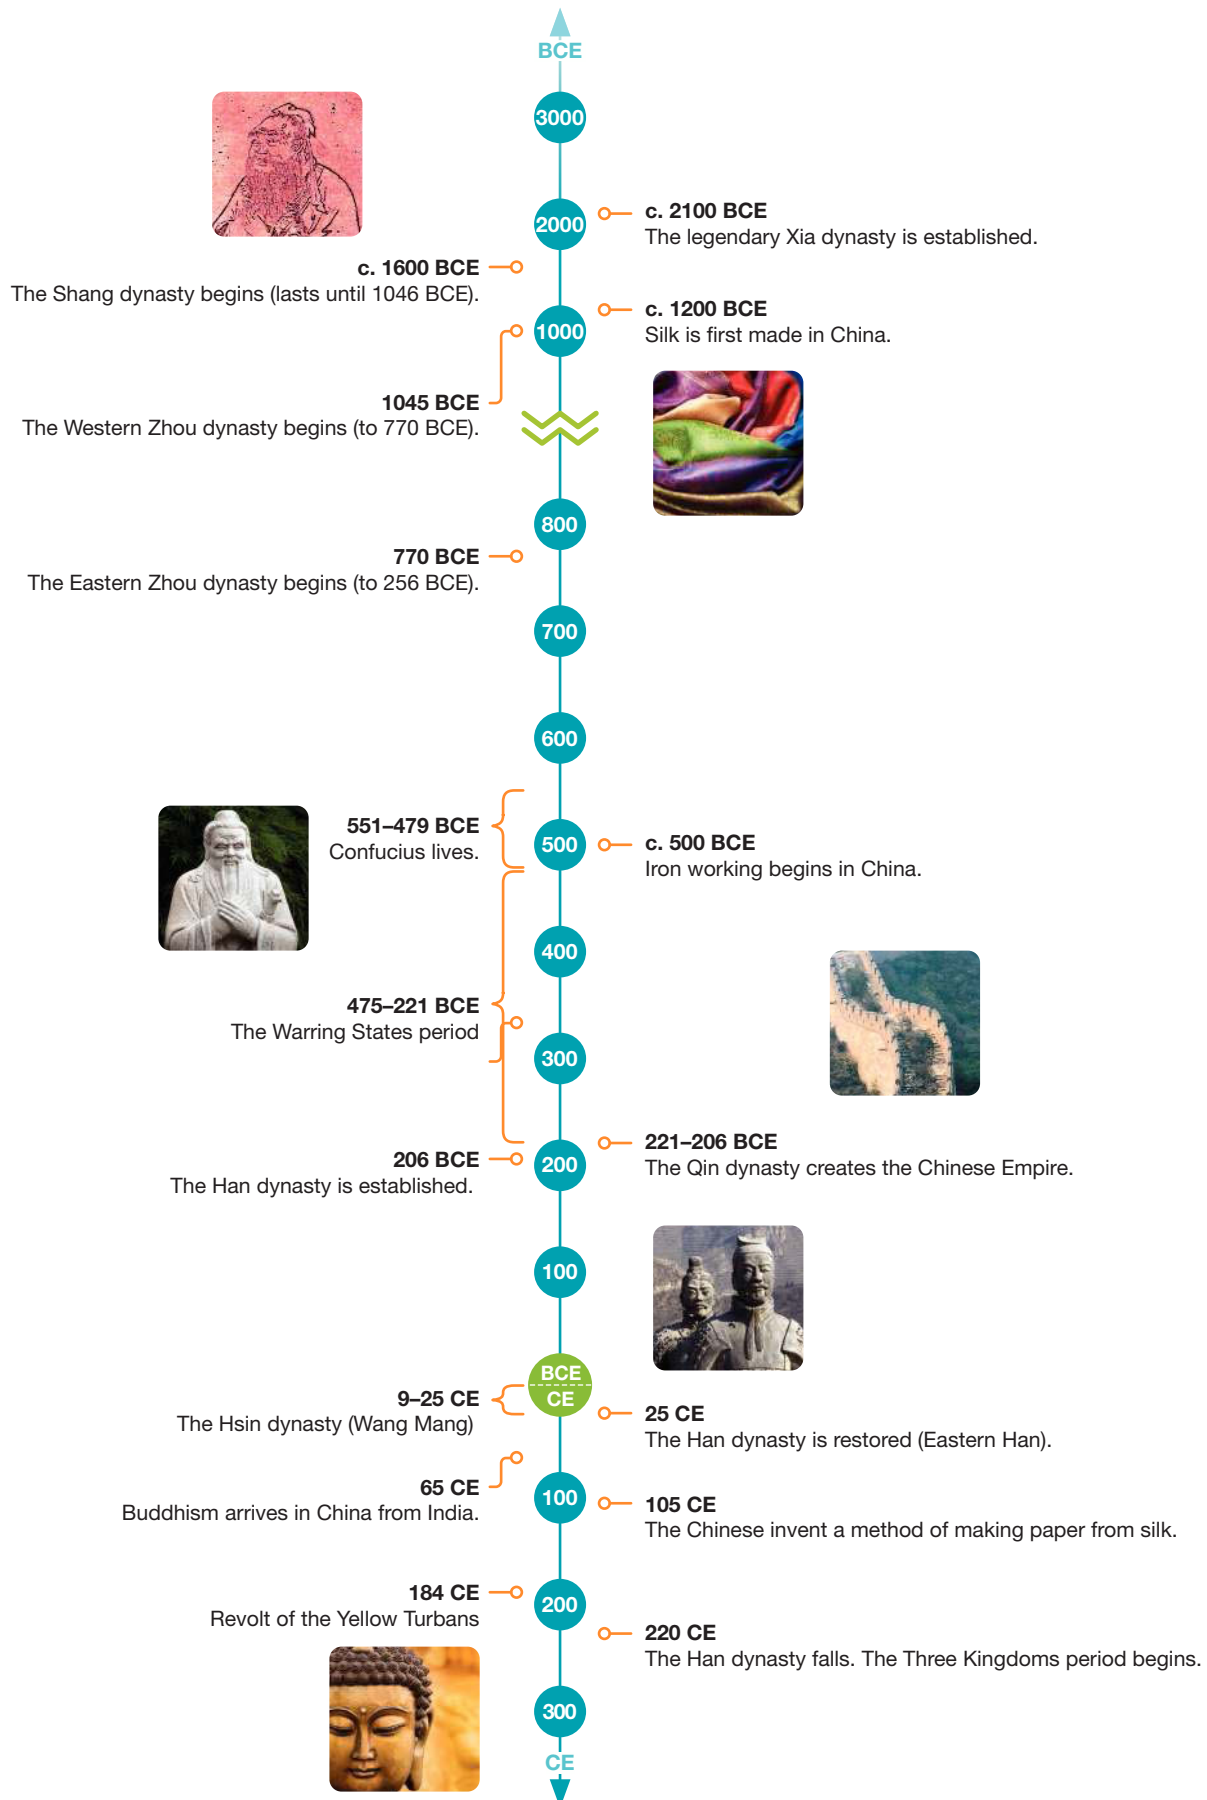 BCE
3000
c. 2100 BCE
The legendary Xia dynasty is established.
2000
c. 1600 BCE
The Shang dynasty begins (lasts until 1046 BCE).
c. 1200 BCE
Silk is first made in China.
1000
1045 BCE
The Western Zhou dynasty begins (to 770 BCE).
800
770 BCE
The Eastern Zhou dynasty begins (to 256 BCE).
700
600
551–479 BCE
Confucius lives.
500
c. 500 BCE
Iron working begins in China.
400
475–221 BCE
The Warring States period
300
221–206 BCE
The Qin dynasty creates the Chinese Empire.
206 BCE
The Han dynasty is established.
200
100
BCE
CE
9–25 CE
The Hsin dynasty (Wang Mang)
25 CE
The Han dynasty is restored (Eastern Han).
65 CE
Buddhism arrives in China from India.
100
105 CE
The Chinese invent a method of making paper from silk.
184 CE
Revolt of the Yellow Turbans
200
220 CE
The Han dynasty falls. The Three Kingdoms period begins.
300
CE